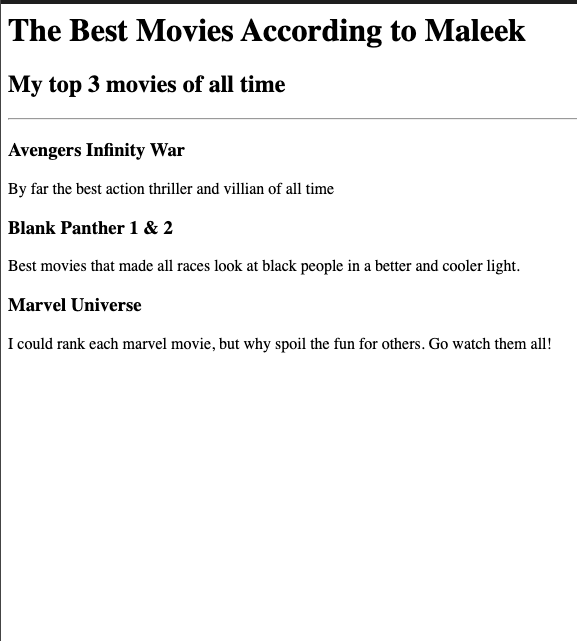 The Best Movies According to Maleek
My top 3 movies of all time
Avengers Infinity War
By far the best action thriller and villian of all time
Blank Panther 1 & 2
Best movies that made all races look at black people in a better and cooler light.
Marvel Universe
I could rank each marvel movie, but why spoil the fun for others. Go watch them all!